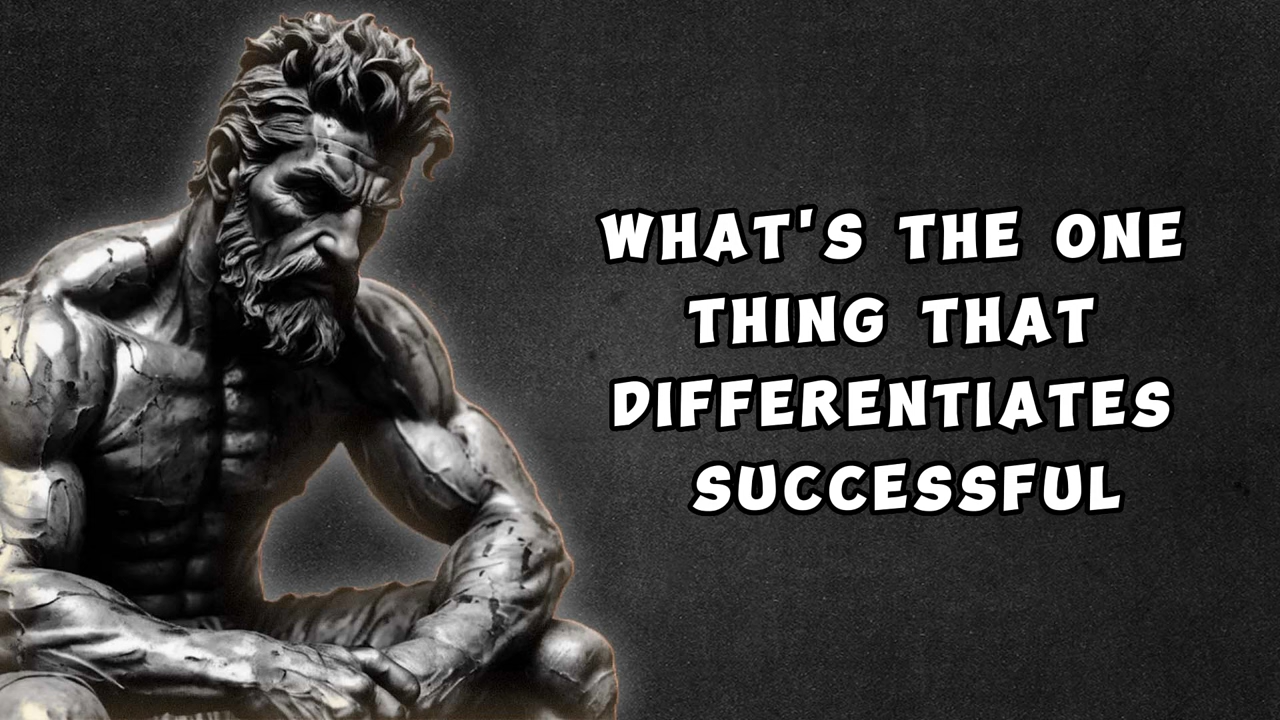 WHAT'S THE ONE
THING THAT
DIFFERENTIATES
SUCCESSFUL